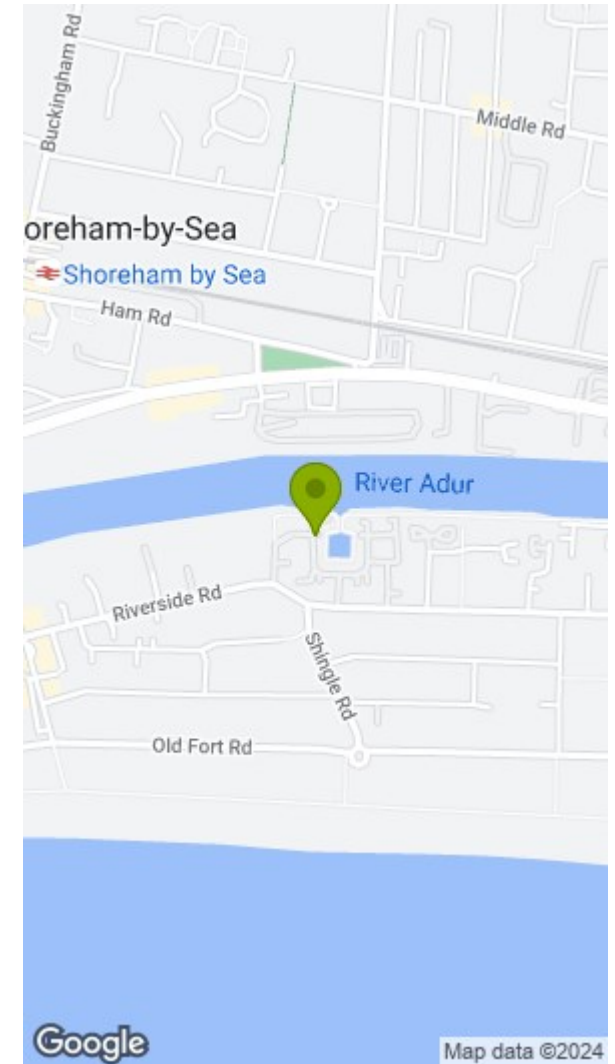 Buckingham Rd
Middle Rd
oreham-by-Sea
Shoreham by Sea
Ham Rd
River Adur
Riverside Rd
Shingle Rd
Old Fort Rd
Google
Map data ©2024